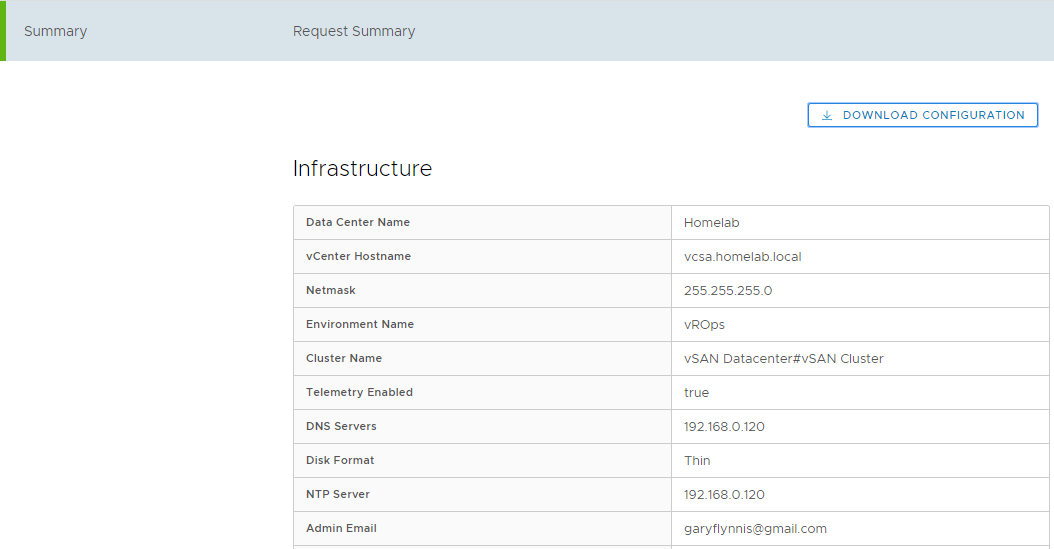 Summary Request Summary
DOWNLOAD CONFIGURATION
Infrastructure
Data Center Name Homelab
vCenter Hostname vcsa.homelab.local
Netmask 255.255.255.0
Environment Name vROps
Cluster Name vSAN Datacenter#vSAN Cluster
Telemetry Enabled true
DNS Servers 192.168.0.120
Disk Format Thin
NTP Server 192.168.0.120
Admin Email garyflynnis@gmail.com